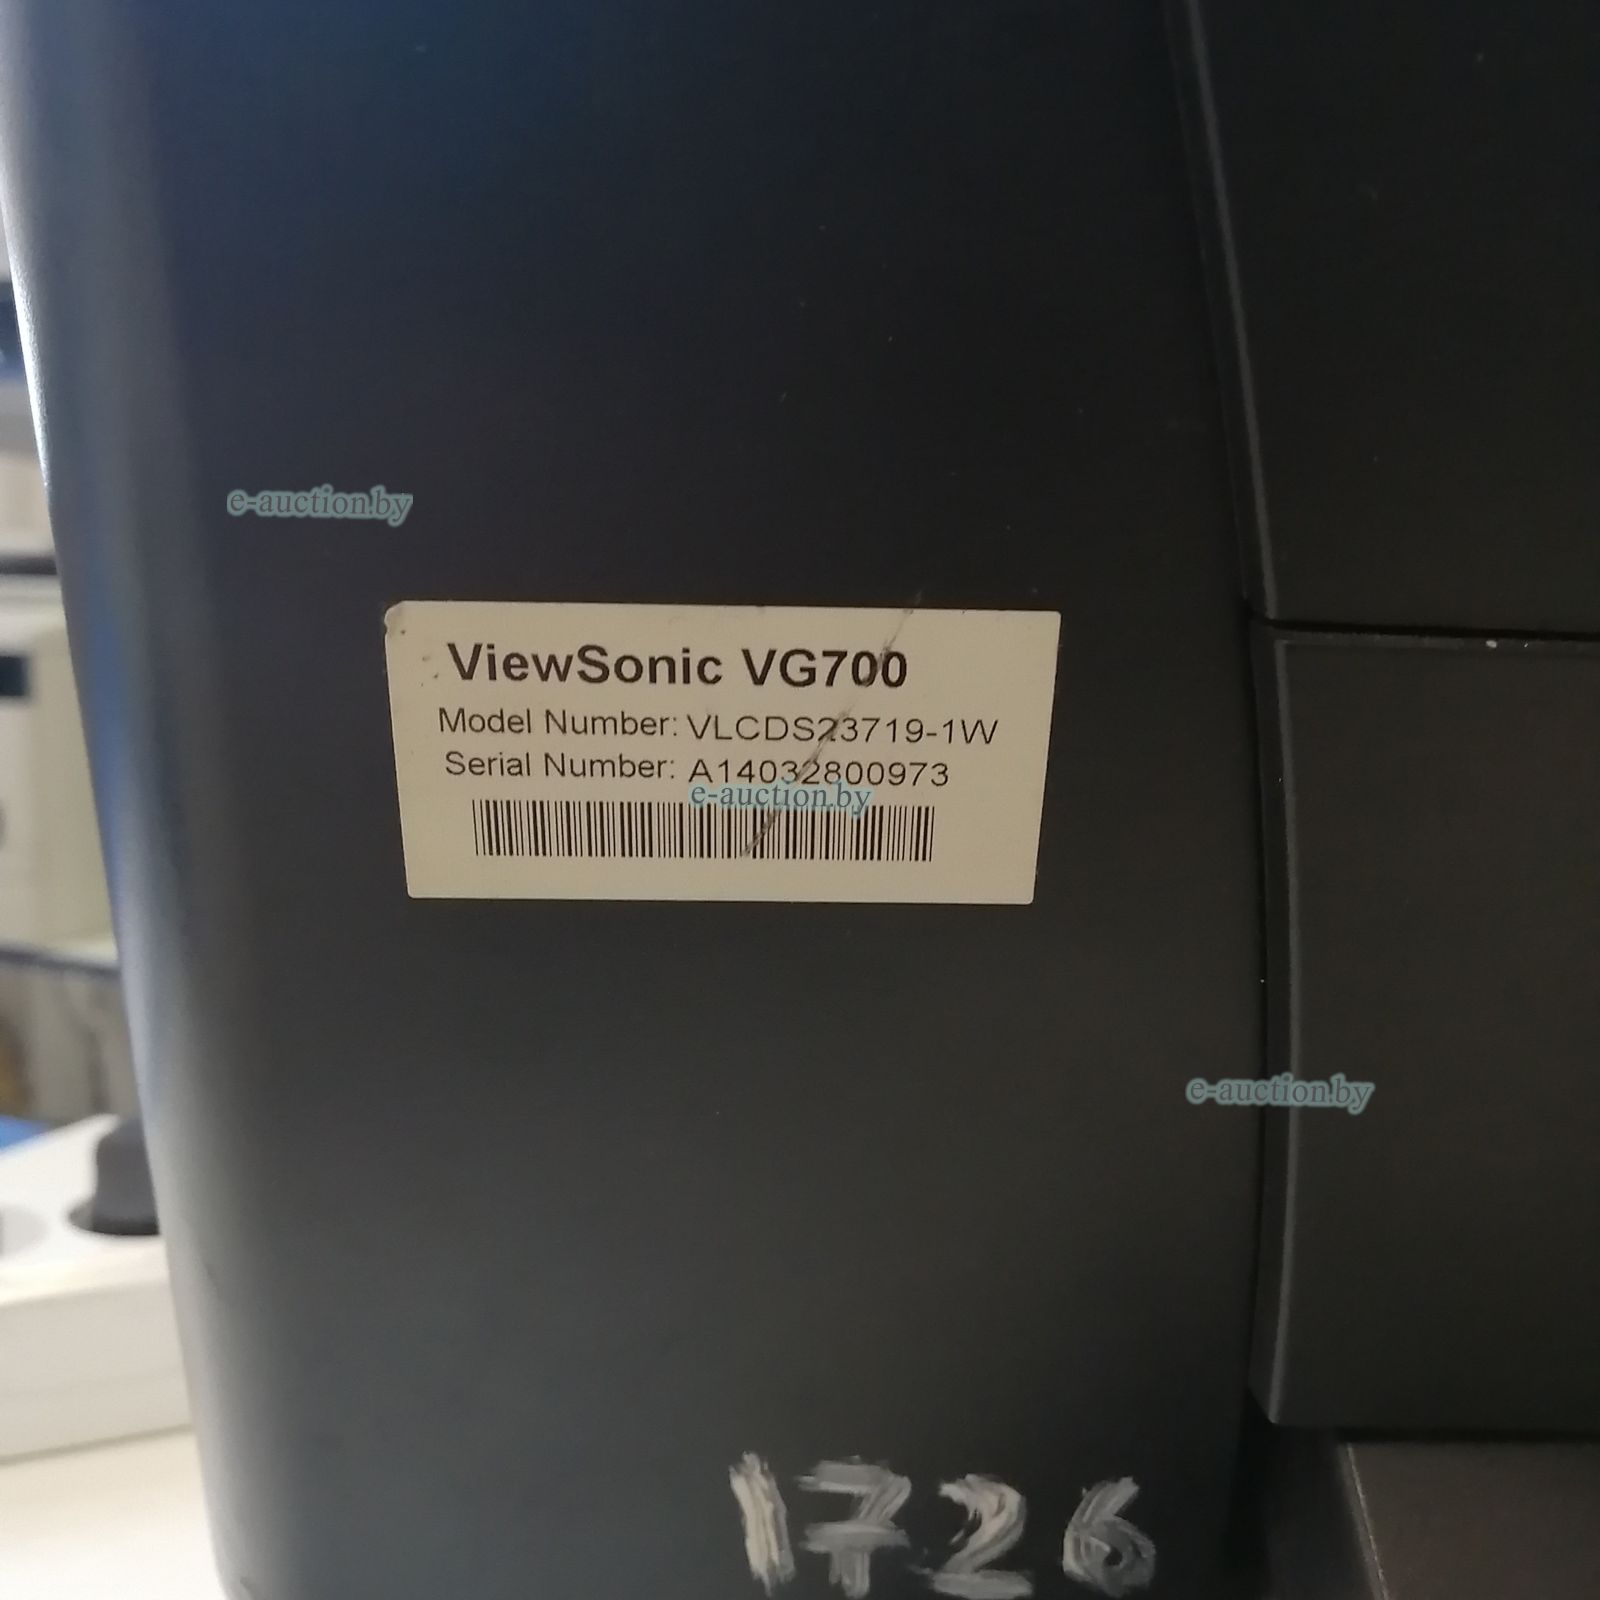 e-auction.by
ViewSonic VG700
Model Number: VLCDS23719-1W
Serial Number: A14032800973
e-auction.by
e-auction.by
1726